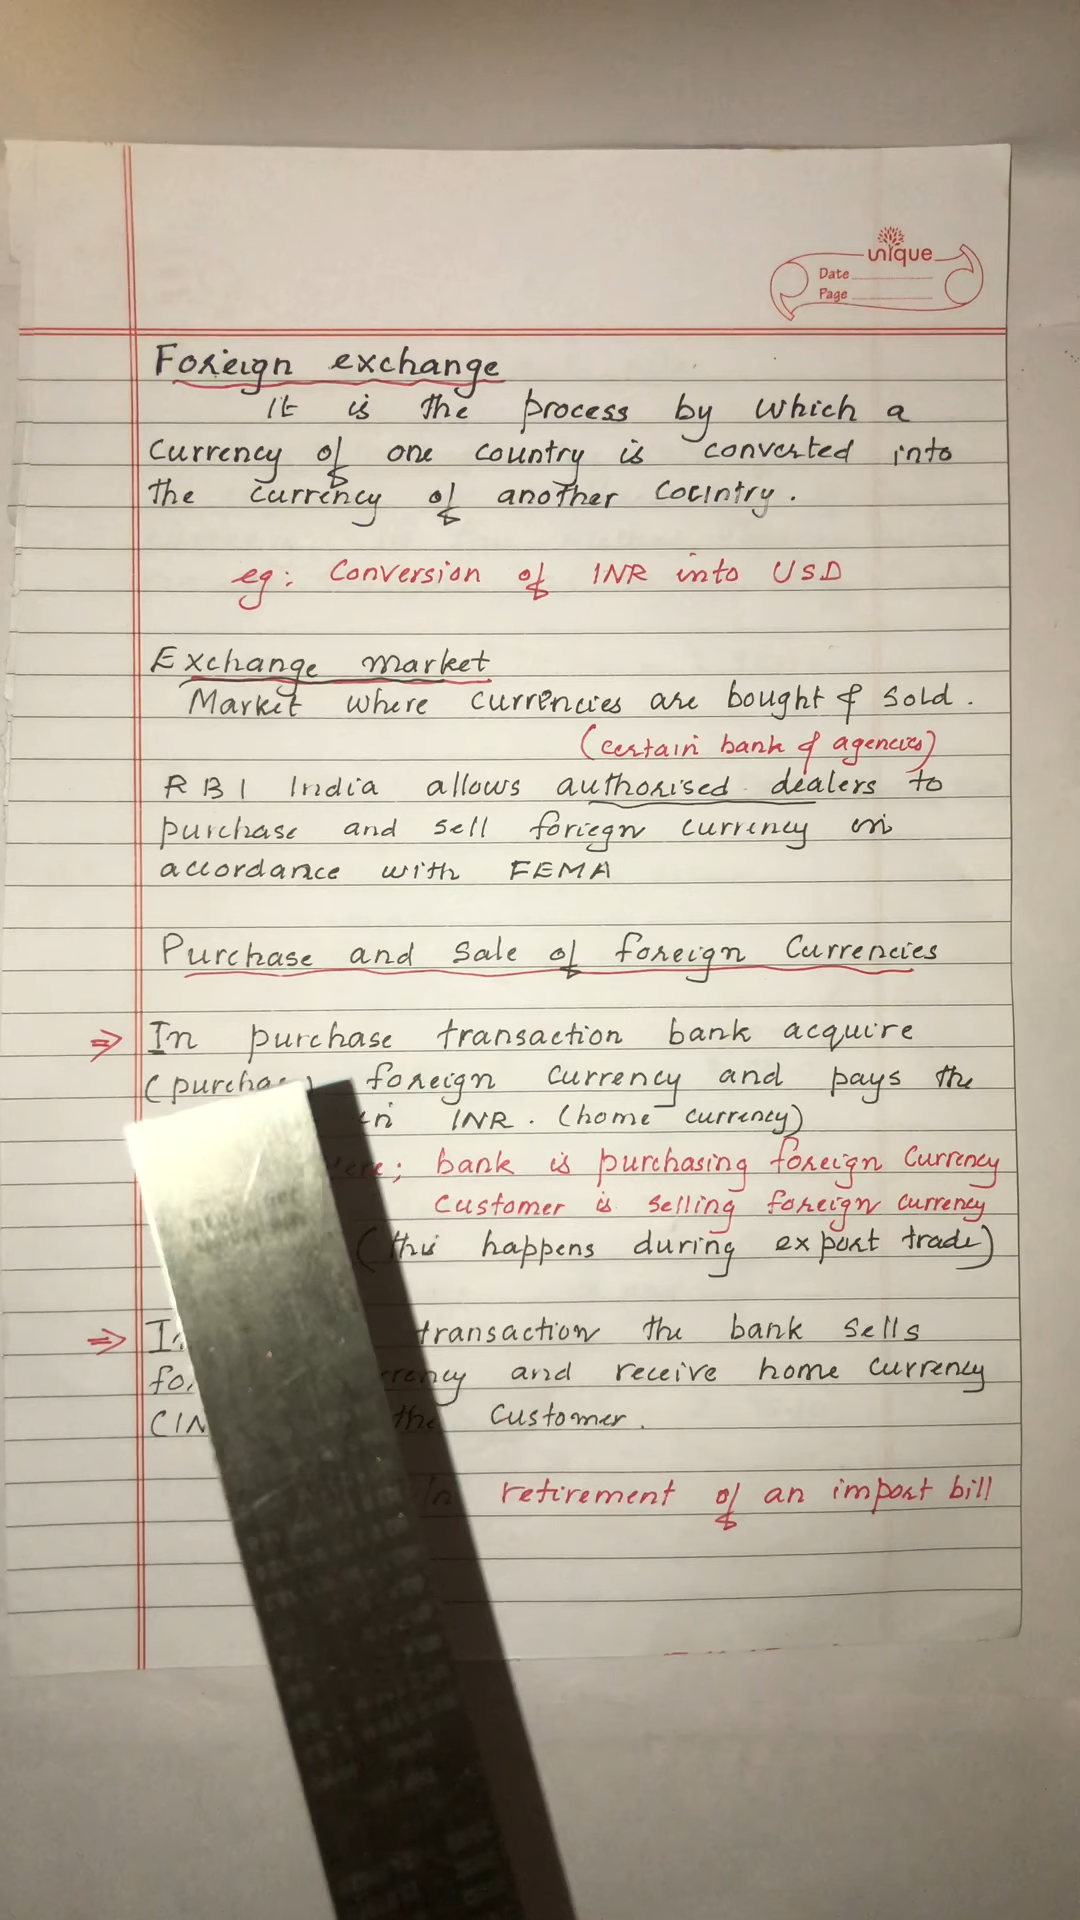 unique
Date
Page
Foreign exchange
It is the process by which a
Currency of one country is converted into
the currency of another country.
eg: Conversion of INR into USD
Exchange market
Market where currencies are bought & sold.
(certain bank & agencies)
RBI India allows authorised dealers to
purchase and sell foriegn currency in
accordance with FEMA
Purchase and Sale of foreign Currencies
⇒ In purchase transaction bank acquire
foreign currency and pays the
in INR. (home currency)
bank is purchasing foreign Currency
Customer is selling foreign currency
(this happens during export trade)
⇒ transaction the bank sells
and receive home currency
the Customer.
In retirement of an import bill